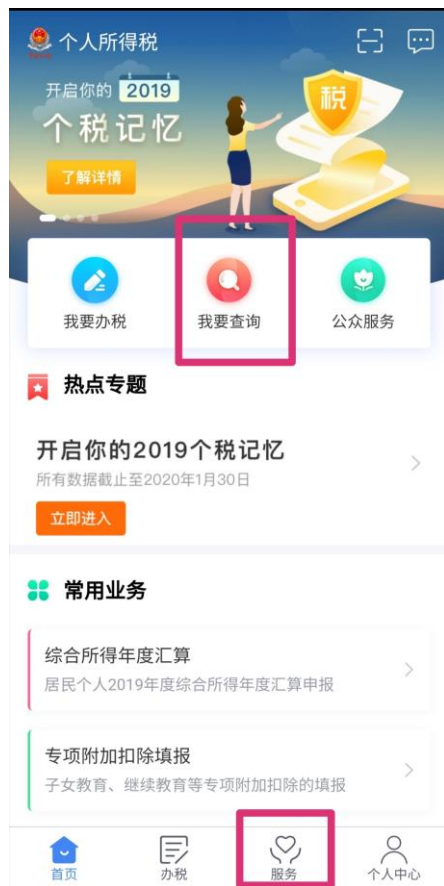 个人所得税
开启你的 2019
个税记忆
税
了解详情
我要办税
我要查询
公众服务
热点专题
开启你的2019个税记忆
所有数据截止至2020年1月30日
立即进入
常用业务
综合所得年度汇算
居民个人2019年度综合所得年度汇算申报
专项附加扣除填报
子女教育、继续教育等专项附加扣除的填报
首页
办税
服务
个人中心